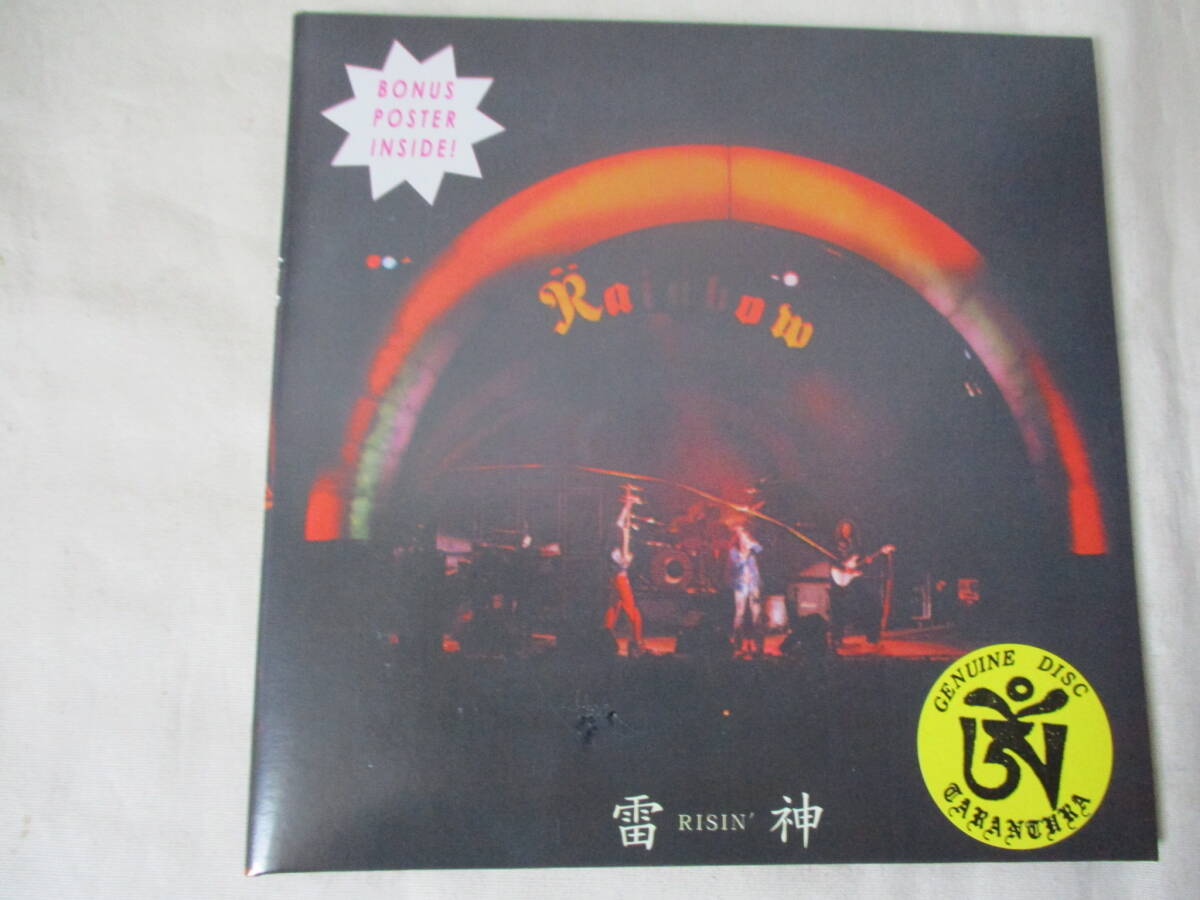 BONUS
POSTER
INSIDE!
Rainbow
雷 RISIN' 神
GENUINE DISC
TARANTURA